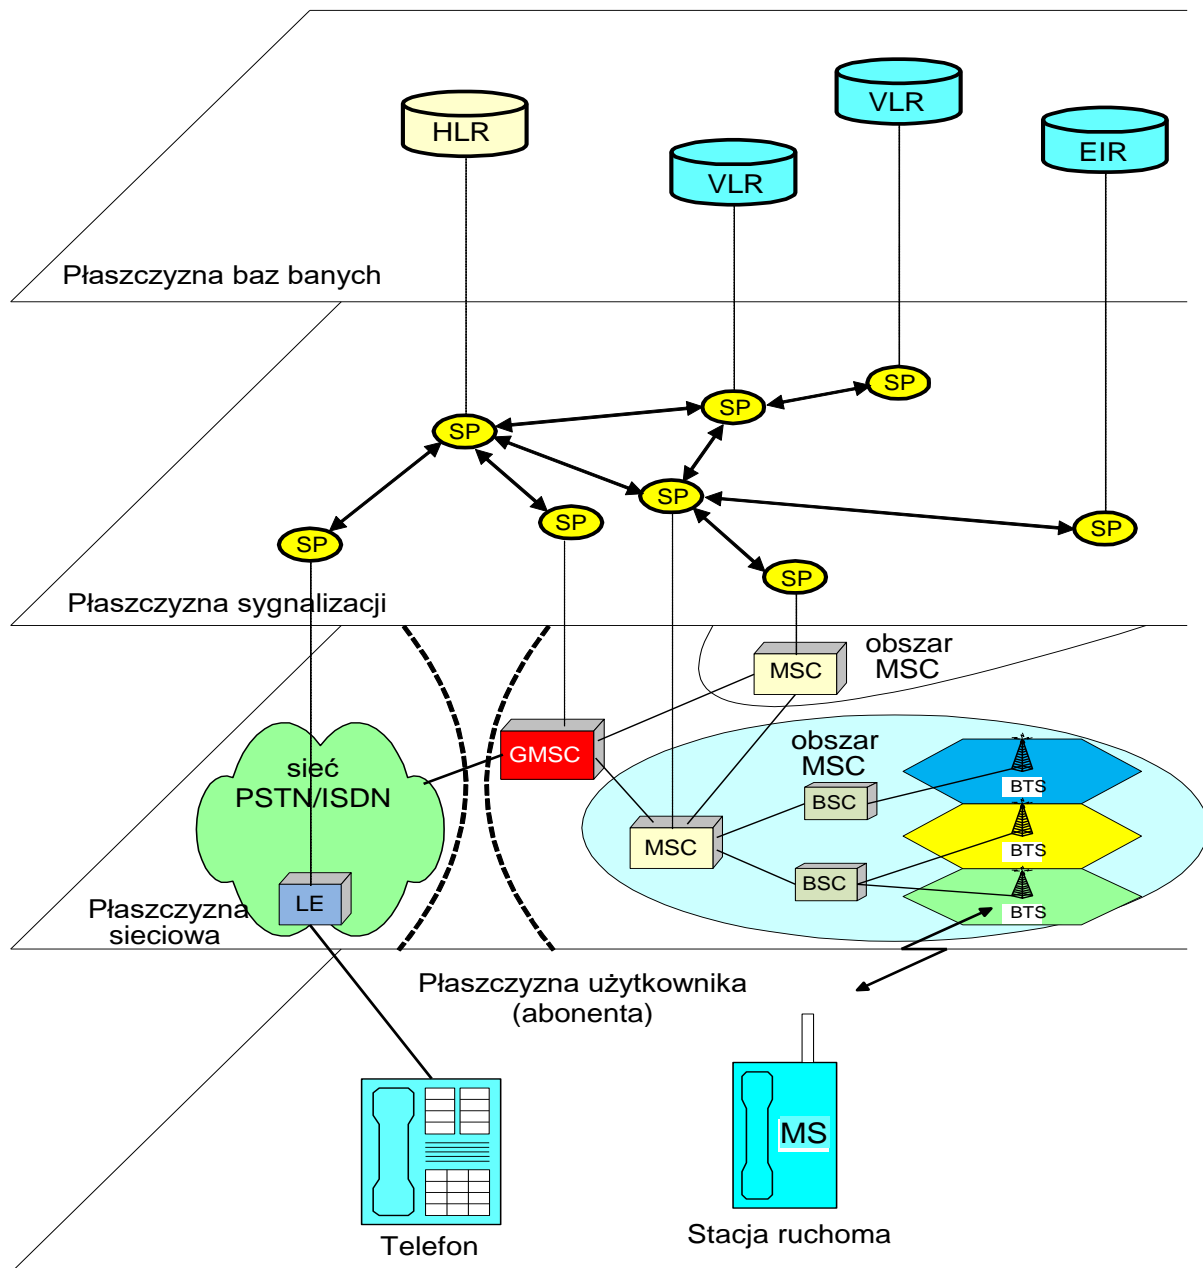 VLR
HLR
EIR
VLR
Płaszczyzna baz banych
SP
SP
SP
SP
SP
SP
SP
SP
Płaszczyzna sygnalizacji
obszar
MSC
MSC
GMSC
obszar
MSC
sieć
PSTN/ISDN
BTS
BSC
MSC
BTS
BSC
LE
BTS
Płaszczyzna
sieciowa
Płaszczyzna użytkownika
(abonenta)
MS
Stacja ruchoma
Telefon